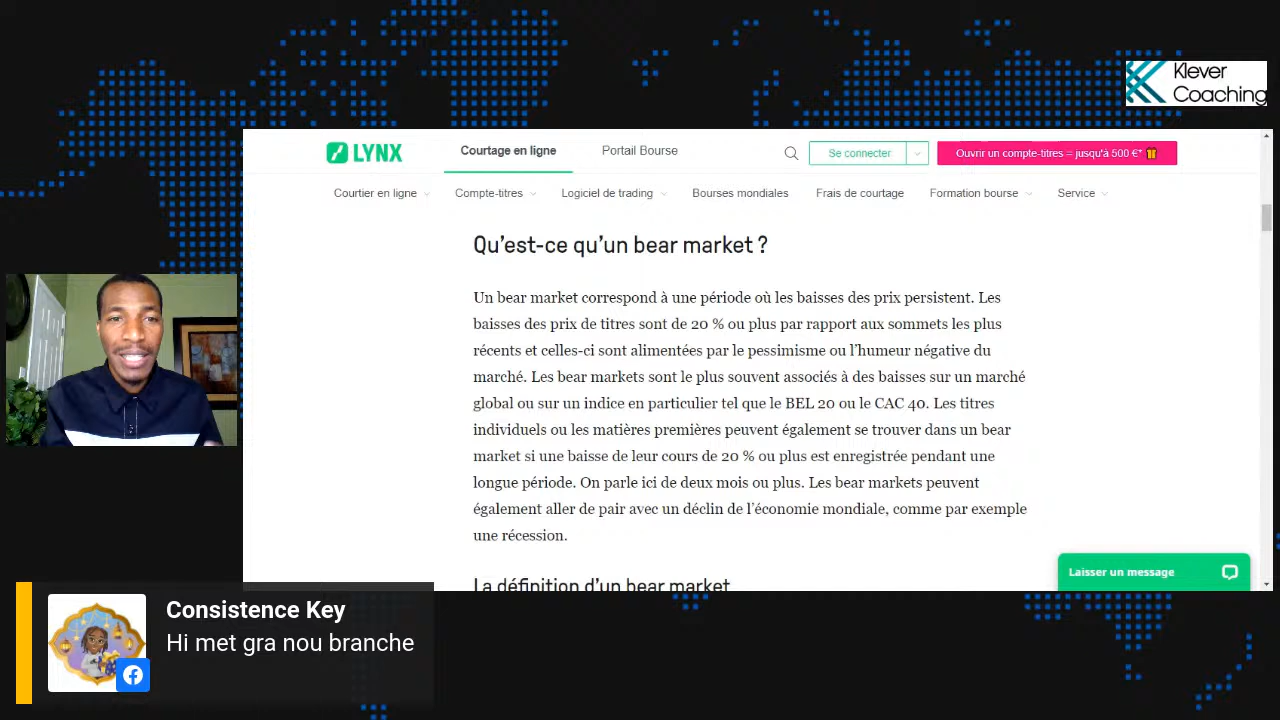 Klever
Coaching
LYNX
Courtage en ligne
Portail Bourse
Se connecter
Ouvrir un compte-titres = jusqu'à 500 €*
Courtier en ligne
Compte-titres
Logiciel de trading
Bourses mondiales
Frais de courtage
Formation bourse
Service
Qu'est-ce qu'un bear market ?
Un bear market correspond à une période où les baisses des prix persistent. Les
baisses des prix de titres sont de 20 % ou plus par rapport aux sommets les plus
récents et celles-ci sont alimentées par le pessimisme ou l'humeur négative du
marché. Les bear markets sont le plus souvent associés à des baisses sur un marché
global ou sur un indice en particulier tel que le BEL 20 ou le CAC 40. Les titres
individuels ou les matières premières peuvent également se trouver dans un bear
market si une baisse de leur cours de 20 % ou plus est enregistrée pendant une
longue période. On parle ici de deux mois ou plus. Les bear markets peuvent
également aller de pair avec un déclin de l'économie mondiale, comme par exemple
une récession.
La définition d'un bear market
Laisser un message
Consistence Key
Hi met gra nou branche